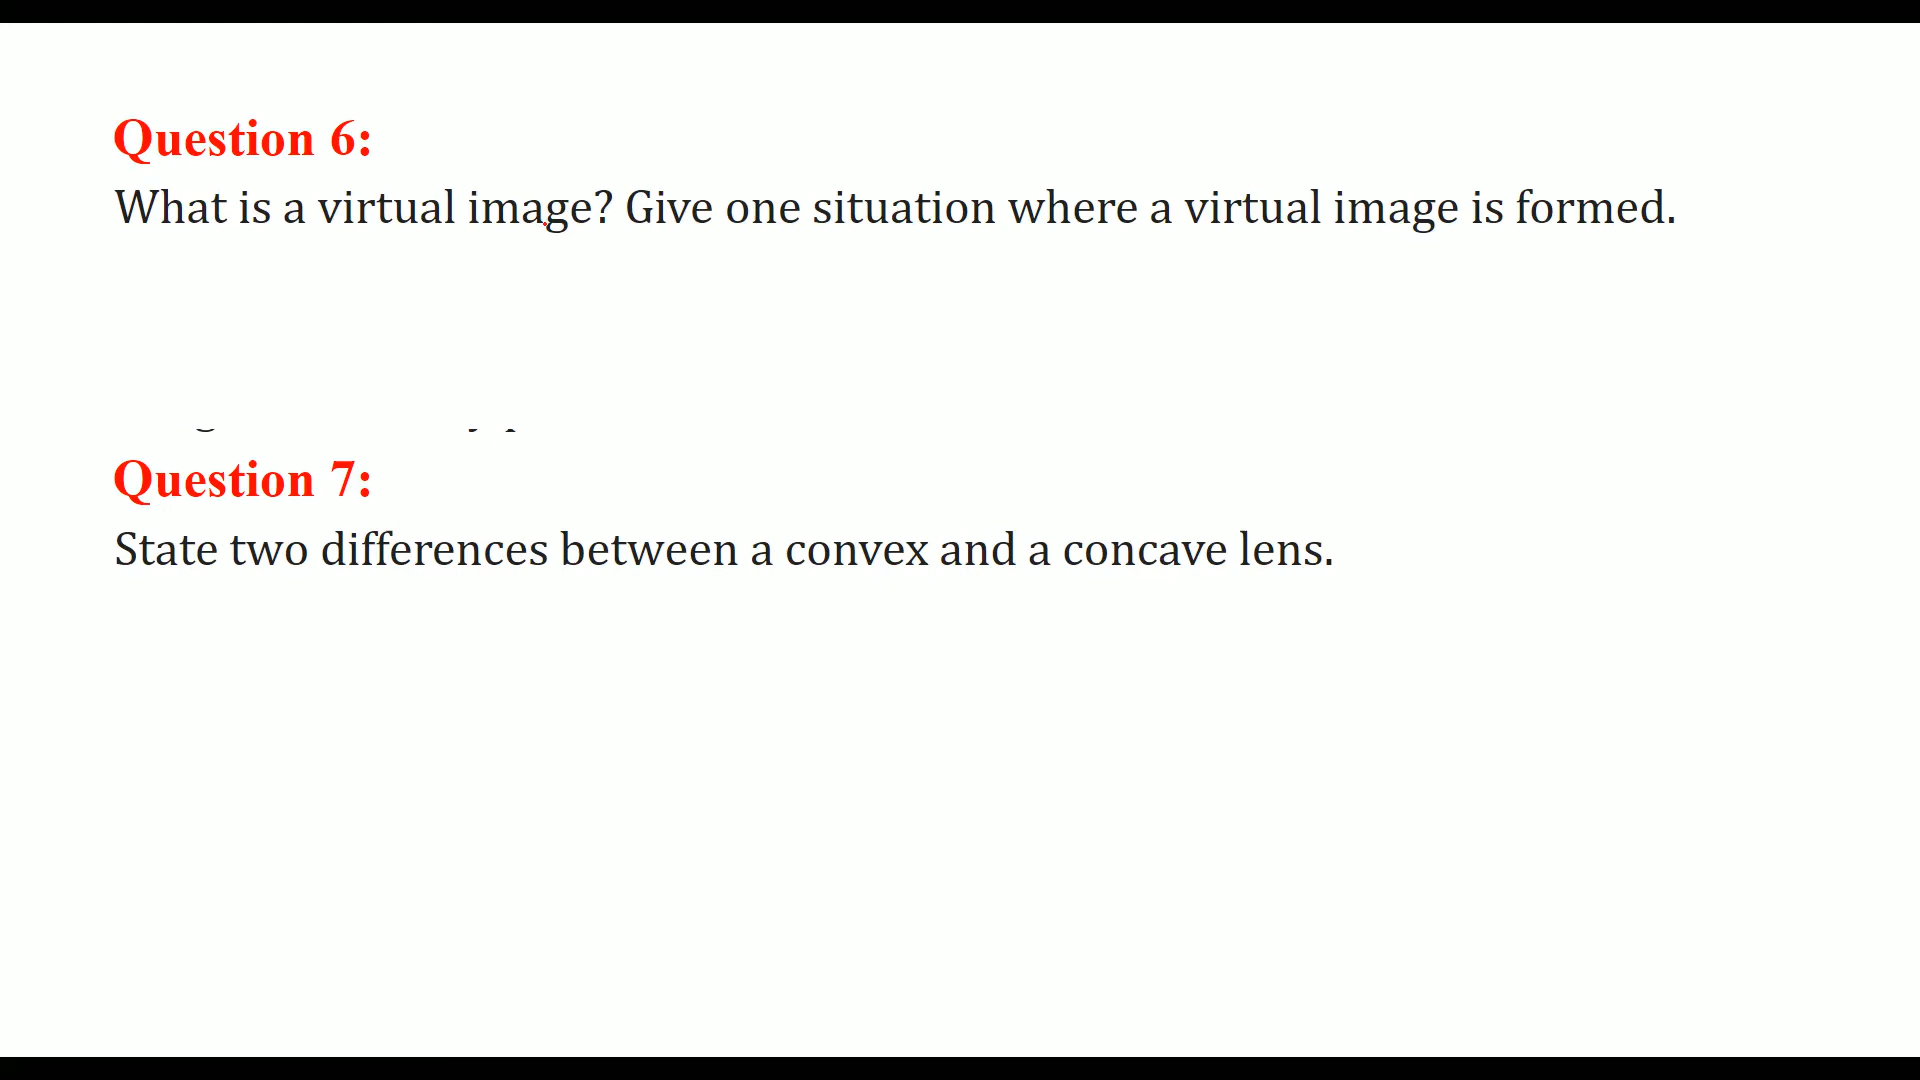 Question 6:
What is a virtual image? Give one situation where a virtual image is formed.
Question 7:
State two differences between a convex and a concave lens.